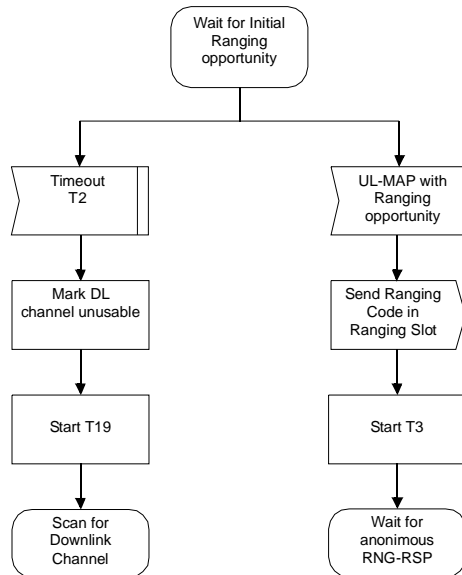 Wait for Initial
Ranging
opportunity
Timeout
T2
UL-MAP with
Ranging
opportunity
Mark DL
channel unusable
Send Ranging
Code in
Ranging Slot
Start T19
Start T3
Scan for
Downlink
Channel
Wait for
anonimous
RNG-RSP